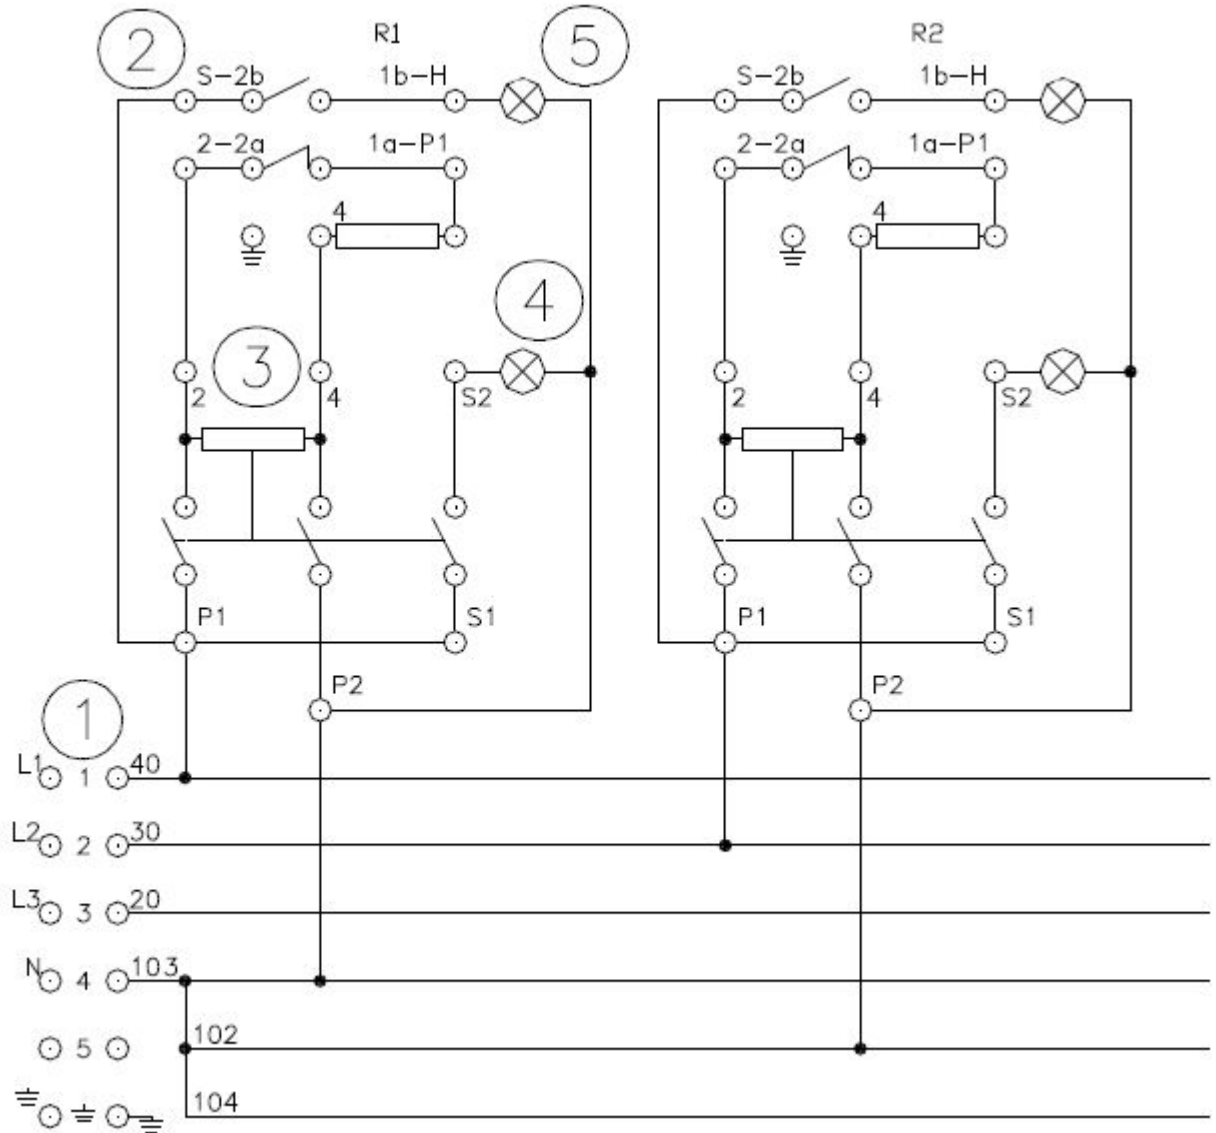 R1 R2
2 5
S-2b 1b-H S-2b 1b-H
2-2a 1a-P1 2-2a 1a-P1
4 4
4
3
2 4 S2 2 4 S2
P1 S1 P1 S1
P2 P2
1
L1 1 40
L2 2 30
L3 3 20
N 4 103
5 102
104